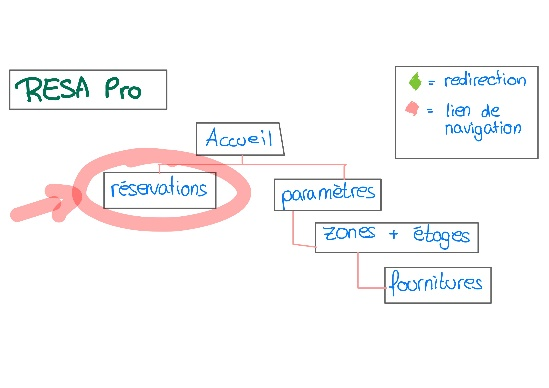 RESA Pro
= redirection
= lien de
navigation
Accueil
réservations
paramètres
zones + étages
fournitures